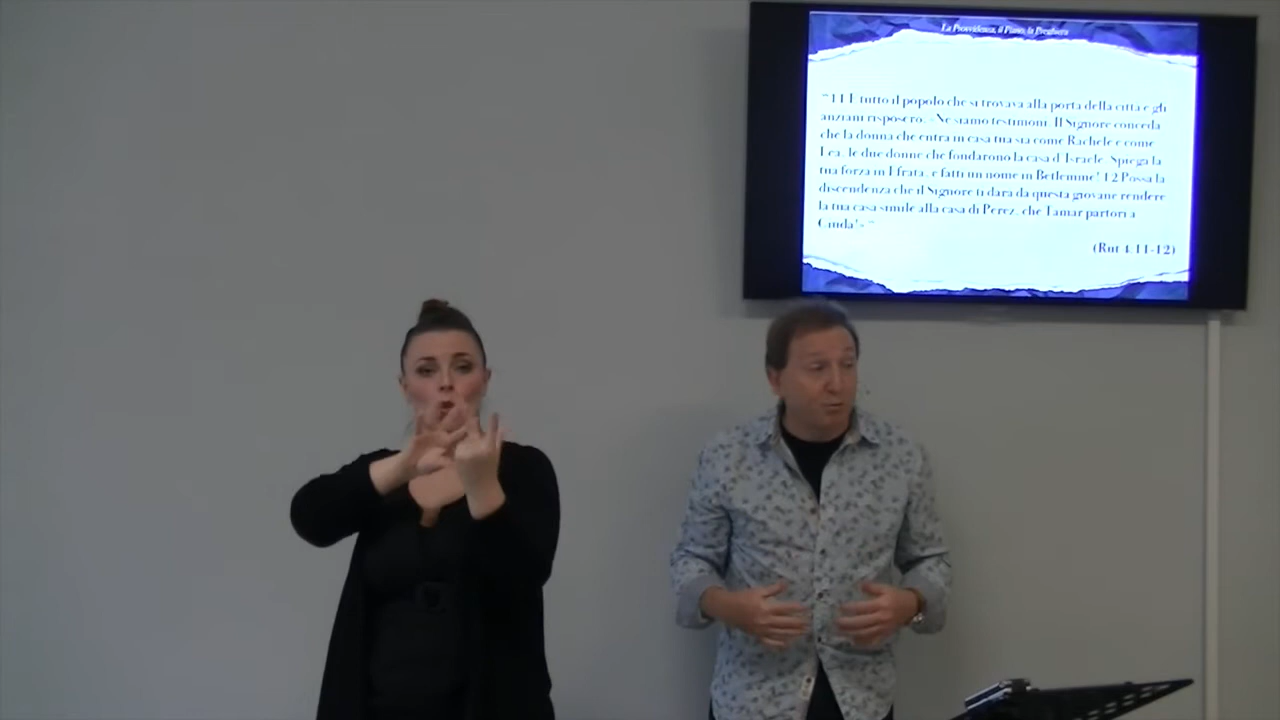 La Provvidenza, il Piano, la Preghiera
"11 E tutto il popolo che si trovava alla porta della città e gli
anziani risposero: «Ne siamo testimoni. Il Signore conceda
che la donna che entra in casa tua sia come Rachele e come
Lea, le due donne che fondarono la casa d'Israele. Spiega la
tua forza in Efrata, e fatti un nome in Betlemme! 12 Possa la
discendenza che il Signore ti darà da questa giovane rendere
la tua casa simile alla casa di Perez, che Tamar partorì a
Giuda!»"
(Rut 4:11-12)